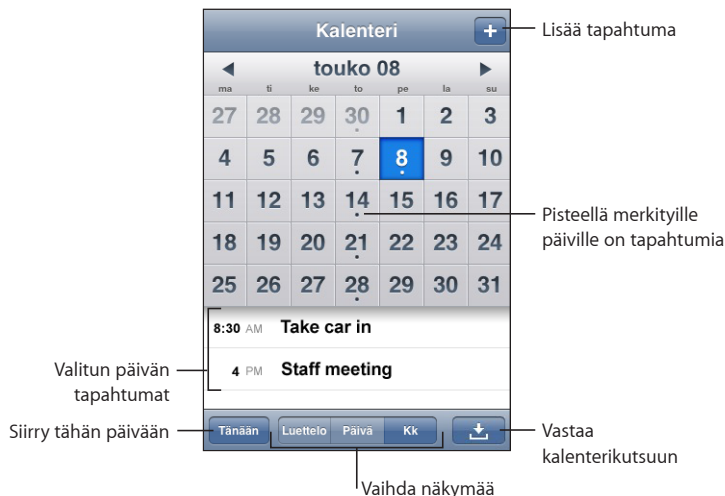 Kalenteri
+
Lisää tapahtuma
touko 08
ma ti ke to pe la su
27 28 29 30 1 2 3
4 5 6 7 8 9 10
11 12 13 14 15 16 17
Pisteellä merkityille
päiville on tapahtumia
18 19 20 21 22 23 24
25 26 27 28 29 30 31
8:30 AM Take car in
4 PM Staff meeting
Valitun päivän
tapahtumat
Siirry tähän päivään
Tänään Luettelo Päivä Kk
Vastaa
kalenterikutsuun
Vaihda näkymää